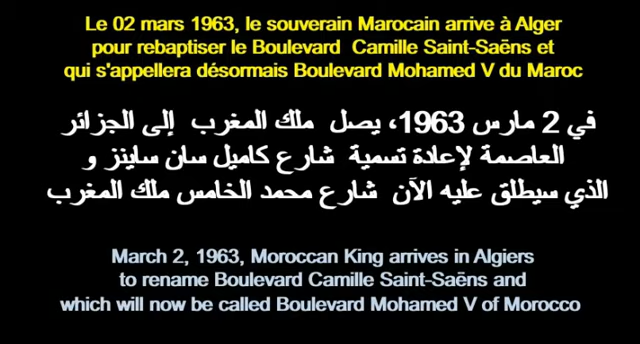 Le 02 mars 1963, le souverain Marocain arrive à Alger
pour rebaptiser le Boulevard Camille Saint-Saëns et
qui s'appellera désormais Boulevard Mohamed V du Maroc
في 2 مارس 1963، يصل ملك المغرب إلى الجزائر
العاصمة لإعادة تسمية شارع كاميل سان ساينز و
الذي سيطلق عليه الآن شارع محمد الخامس ملك المغرب
March 2, 1963, Moroccan King arrives in Algiers
to rename Boulevard Camille Saint-Saëns and
which will now be called Boulevard Mohamed V of Morocco